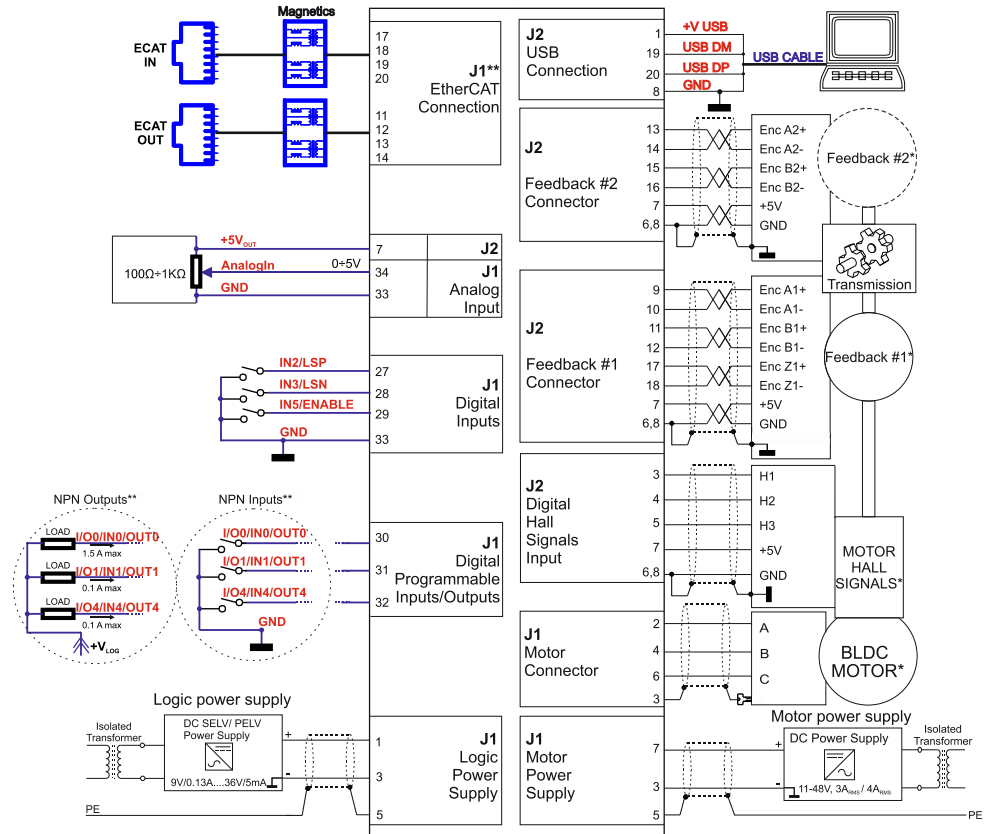 Magnetics
ECAT
IN
17
18
19
20
J1**
EtherCAT
Connection
ECAT
OUT
11
12
13
14
100Ω÷1KΩ
+5VOUT
AnalogIn
0÷5V
GND
7
34
33
J2
J1
Analog
Input
IN2/LSP
IN3/LSN
IN5/ENABLE
GND
27
28
29
33
J1
Digital
Inputs
NPN Outputs**
LOAD
I/O0/IN0/OUT0
1.5 A max
LOAD
I/O1/IN1/OUT1
0.1 A max
LOAD
I/O4/IN4/OUT4
0.1 A max
+VLOG
NPN Inputs**
I/O0/IN0/OUT0
I/O1/IN1/OUT1
I/O4/IN4/OUT4
GND
30
31
32
J1
Digital
Programmable
Inputs/Outputs
Logic power supply
Isolated
Transformer
DC SELV/ PELV
Power Supply
9V/0.13A....36V/5mA
+
-
PE
1
3
5
J1
Logic
Power
Supply
J2
USB
Connection
1
19
20
8
+V USB
USB DM
USB DP
GND
USB CABLE
J2
Feedback #2
Connector
13
14
15
16
7
6,8
Enc A2+
Enc A2-
Enc B2+
Enc B2-
+5V
GND
Feedback #2*
Transmission
J2
Feedback #1
Connector
9
10
11
12
17
18
7
6,8
Enc A1+
Enc A1-
Enc B1+
Enc B1-
Enc Z1+
Enc Z1-
+5V
GND
Feedback #1*
J2
Digital
Hall
Signals
Input
3
4
5
7
6,8
H1
H2
H3
+5V
GND
MOTOR
HALL
SIGNALS*
J1
Motor
Connector
2
4
6
3
A
B
C
BLDC
MOTOR*
Motor power supply
J1
Motor
Power
Supply
7
3
5
+
-
DC Power Supply
11-48V, 3ARMS / 4ARMS
Isolated
Transformer
PE